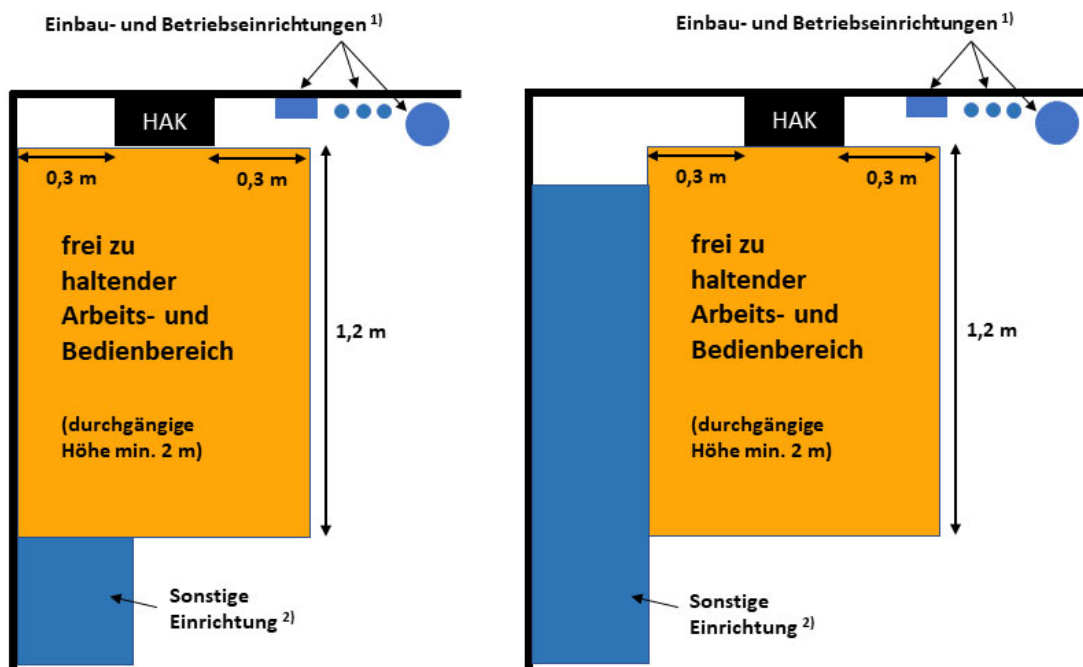 Einbau- und Betriebseinrichtungen 1)
HAK
0,3 m
0,3 m
frei zu
haltender
Arbeits- und
Bedienbereich
(durchgängige
Höhe min. 2 m)
1,2 m
Sonstige
Einrichtung 2)
Einbau- und Betriebseinrichtungen 1)
HAK
0,3 m
0,3 m
frei zu
haltender
Arbeits- und
Bedienbereich
(durchgängige
Höhe min. 2 m)
1,2 m
Sonstige
Einrichtung 2)